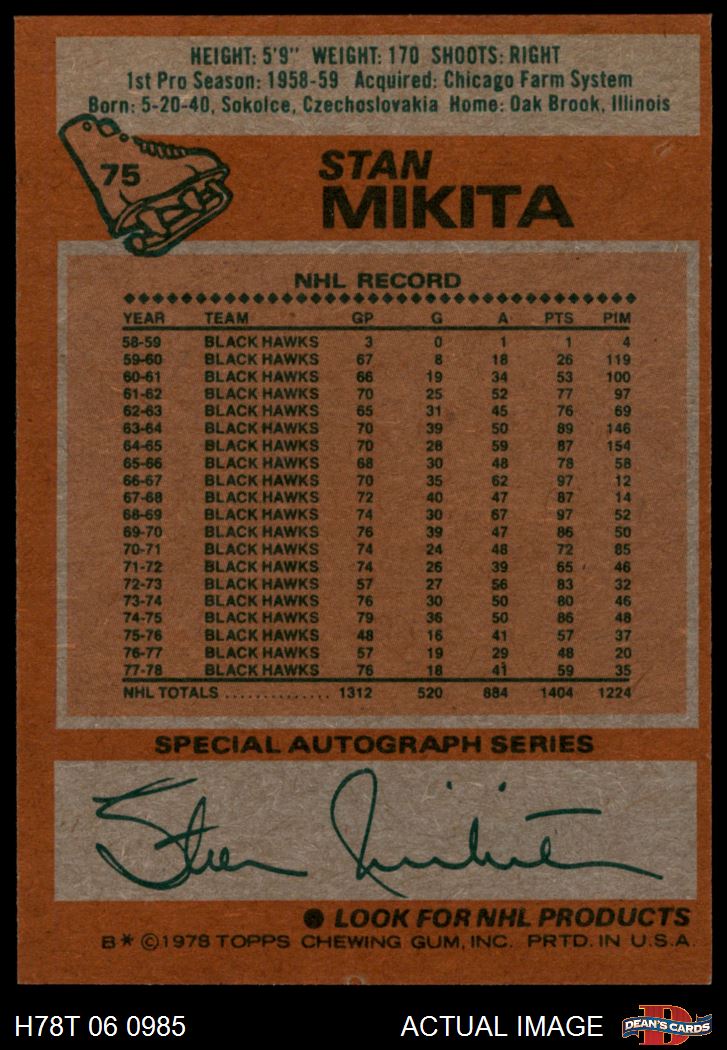 HEIGHT: 5'9" WEIGHT: 170 SHOOTS: RIGHT
1st Pro Season: 1958-59 Acquired: Chicago Farm System
Born: 5-20-40, Sokolce, Czechoslovakia Home: Oak Brook, Illinois
75
STAN
MIKITA
NHL RECORD
YEAR TEAM GP G A PTS PIM
58-59 BLACK HAWKS 3 0 1 1 4
59-60 BLACK HAWKS 67 8 18 26 119
60-61 BLACK HAWKS 66 19 34 53 100
61-62 BLACK HAWKS 70 25 52 77 97
62-63 BLACK HAWKS 65 31 45 76 69
63-64 BLACK HAWKS 70 39 50 89 146
64-65 BLACK HAWKS 70 28 59 87 154
65-66 BLACK HAWKS 68 30 48 78 58
66-67 BLACK HAWKS 70 35 62 97 12
67-68 BLACK HAWKS 72 40 47 87 14
68-69 BLACK HAWKS 74 30 67 97 52
69-70 BLACK HAWKS 76 39 47 86 50
70-71 BLACK HAWKS 74 24 48 72 85
71-72 BLACK HAWKS 74 26 39 65 46
72-73 BLACK HAWKS 57 27 56 83 32
73-74 BLACK HAWKS 76 30 50 80 46
74-75 BLACK HAWKS 79 36 50 86 48
75-76 BLACK HAWKS 48 16 41 57 37
76-77 BLACK HAWKS 57 19 29 48 20
77-78 BLACK HAWKS 76 18 41 59 35
NHL TOTALS .............. 1312 520 884 1404 1224
SPECIAL AUTOGRAPH SERIES
Stan Mikita
● LOOK FOR NHL PRODUCTS
B* ©1978 TOPPS CHEWING GUM, INC. PRTD. IN U.S.A.
H78T 06 0985 ACTUAL IMAGE D DEAN'S CARDS